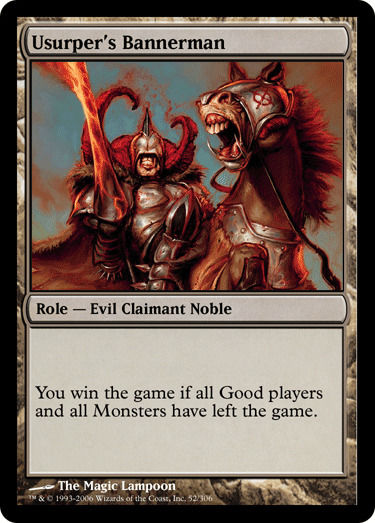 Usurper's Bannerman
Role — Evil Claimant Noble
You win the game if all Good players
and all Monsters have left the game.
The Magic Lampoon
™ & © 1993-2006 Wizards of the Coast, Inc. 52/306